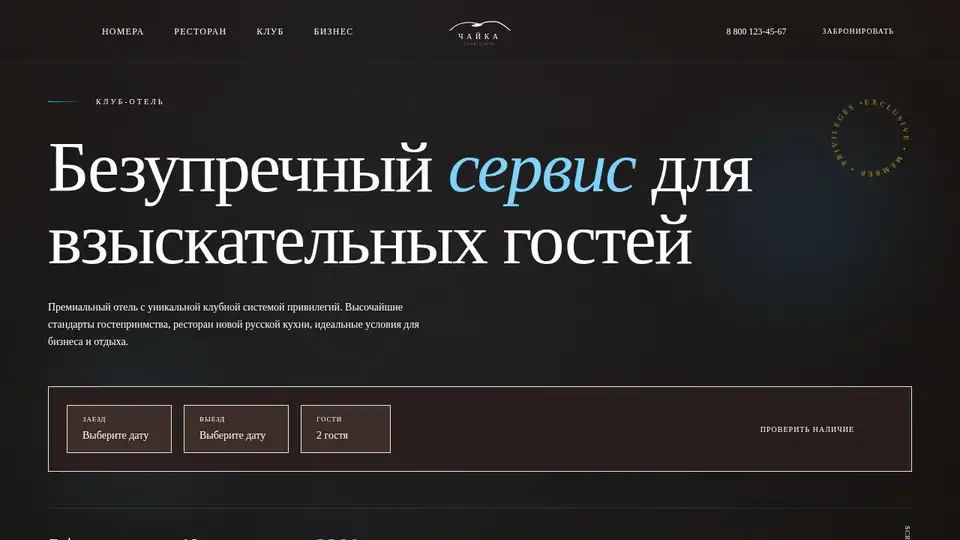 НОМЕРА
РЕСТОРАН
КЛУБ
БИЗНЕС
ЧАЙКА
8 800 123-45-67
ЗАБРОНИРОВАТЬ
КЛУБ-ОТЕЛЬ
EXCLUSIVE • MEMBER • PRIVILEGES •
Безупречный сервис для
взыскательных гостей
Премиальный отель с уникальной клубной системой привилегий. Высочайшие
стандарты гостеприимства, ресторан новой русской кухни, идеальные условия для
бизнеса и отдыха.
ЗАЕЗД
Выберите дату
ВЫЕЗД
Выберите дату
ГОСТИ
2 гостя
ПРОВЕРИТЬ НАЛИЧИЕ